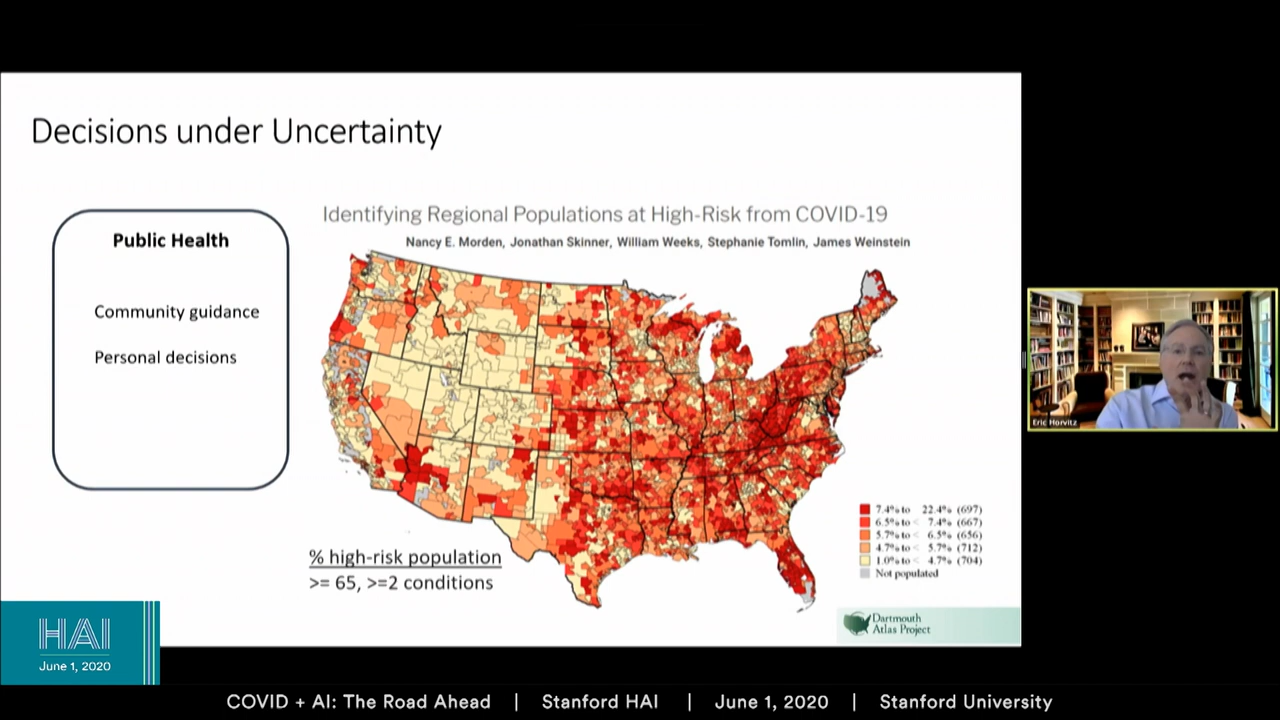 Decisions under Uncertainty
Public Health
Community guidance
Personal decisions
Identifying Regional Populations at High-Risk from COVID-19
Nancy E. Morden, Jonathan Skinner, William Weeks, Stephanie Tomlin, James Weinstein
% high-risk population
>= 65, >=2 conditions
7.4% to 22.4% (697)
6.5% to < 7.4% (667)
5.7% to < 6.5% (656)
4.7% to < 5.7% (712)
1.0% to < 4.7% (704)
Not populated
Dartmouth
Atlas Project
Eric Horvitz
HAI
June 1, 2020
COVID + AI: The Road Ahead | Stanford HAI | June 1, 2020 | Stanford University